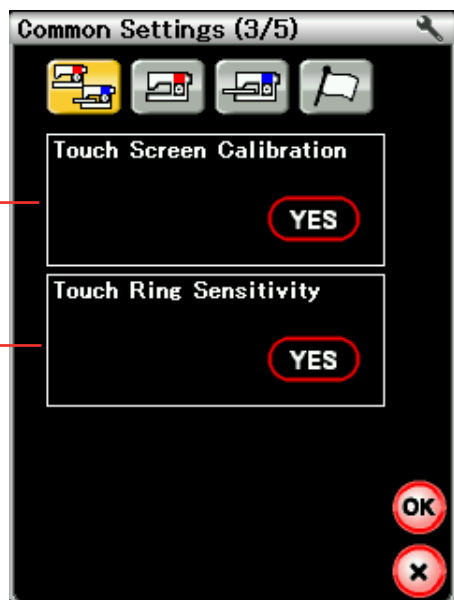 Common Settings (3/5)
Touch Screen Calibration
YES
Touch Ring Sensitivity
YES
OK
×